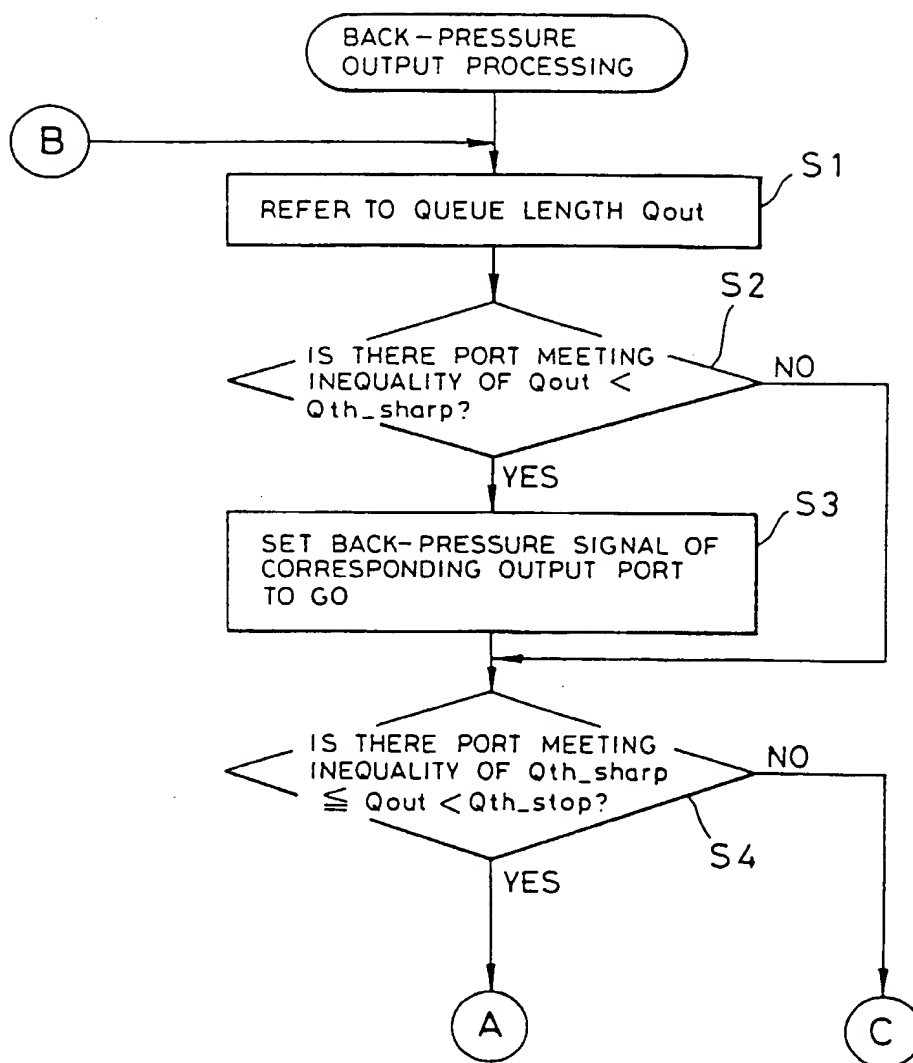 BACK-PRESSURE
OUTPUT PROCESSING
B
S1
REFER TO QUEUE LENGTH Qout
S2
IS THERE PORT MEETING
INEQUALITY OF Qout <
Qth_sharp?
NO
YES
S3
SET BACK-PRESSURE SIGNAL OF
CORRESPONDING OUTPUT PORT
TO GO
IS THERE PORT MEETING
INEQUALITY OF Qth_sharp
≦ Qout < Qth_stop?
NO
S4
YES
A
C